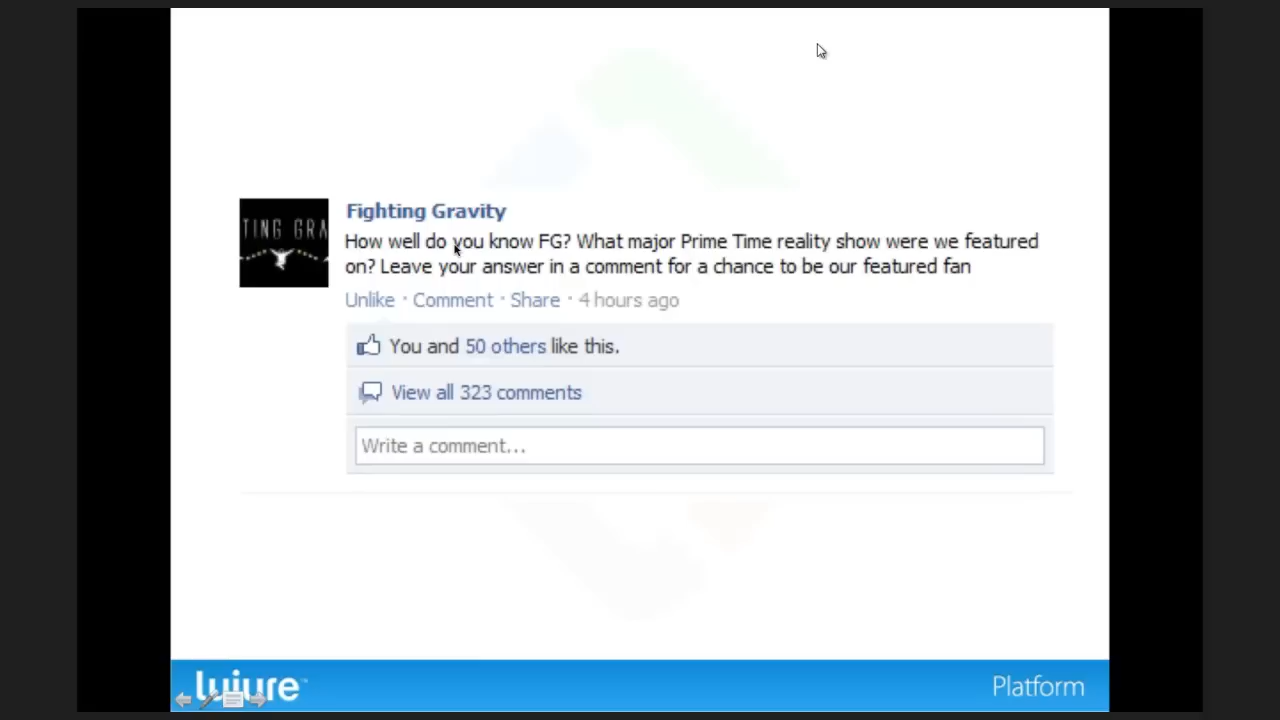 TING GRA
Fighting Gravity
How well do you know FG? What major Prime Time reality show were we featured
on? Leave your answer in a comment for a chance to be our featured fan
Unlike · Comment · Share · 4 hours ago
You and 50 others like this.
View all 323 comments
Write a comment...
lujure™
Platform